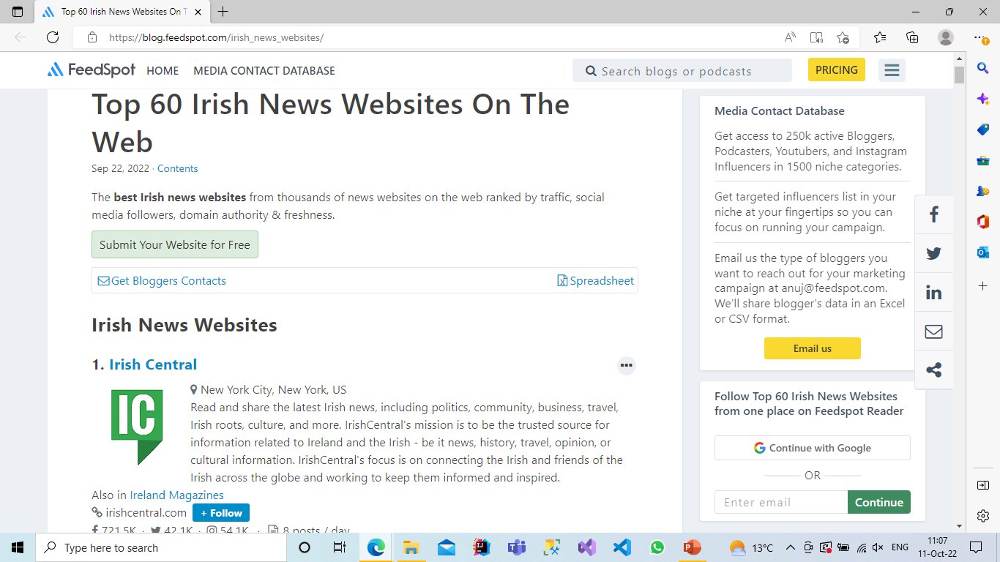 Top 60 Irish News Websites On T
https://blog.feedspot.com/irish_news_websites/
FeedSpot
HOME
MEDIA CONTACT DATABASE
Search blogs or podcasts
PRICING
Top 60 Irish News Websites On The
Web
Sep 22, 2022 · Contents
The best Irish news websites from thousands of news websites on the web ranked by traffic, social
media followers, domain authority & freshness.
Submit Your Website for Free
Get Bloggers Contacts
Spreadsheet
Irish News Websites
1. Irish Central
IC
New York City, New York, US
Read and share the latest Irish news, including politics, community, business, travel,
Irish roots, culture, and more. IrishCentral's mission is to be the trusted source for
information related to Ireland and the Irish - be it news, history, travel, opinion, or
cultural information. IrishCentral's focus is on connecting the Irish and friends of the
Irish across the globe and working to keep them informed and inspired.
Also in Ireland Magazines
irishcentral.com + Follow
721.5K · 42.1K · 54.1K · 8 posts / day
Media Contact Database
Get access to 250k active Bloggers,
Podcasters, Youtubers, and Instagram
Influencers in 1500 niche categories.
Get targeted influencers list in your
niche at your fingertips so you can
focus on running your campaign.
Email us the type of bloggers you
want to reach out for your marketing
campaign at anuj@feedspot.com.
We'll share blogger's data in an Excel
or CSV format.
Email us
Follow Top 60 Irish News Websites
from one place on Feedspot Reader
Continue with Google
OR
Enter email
Continue
Type here to search
13°C
ENG
11:07
11-Oct-22